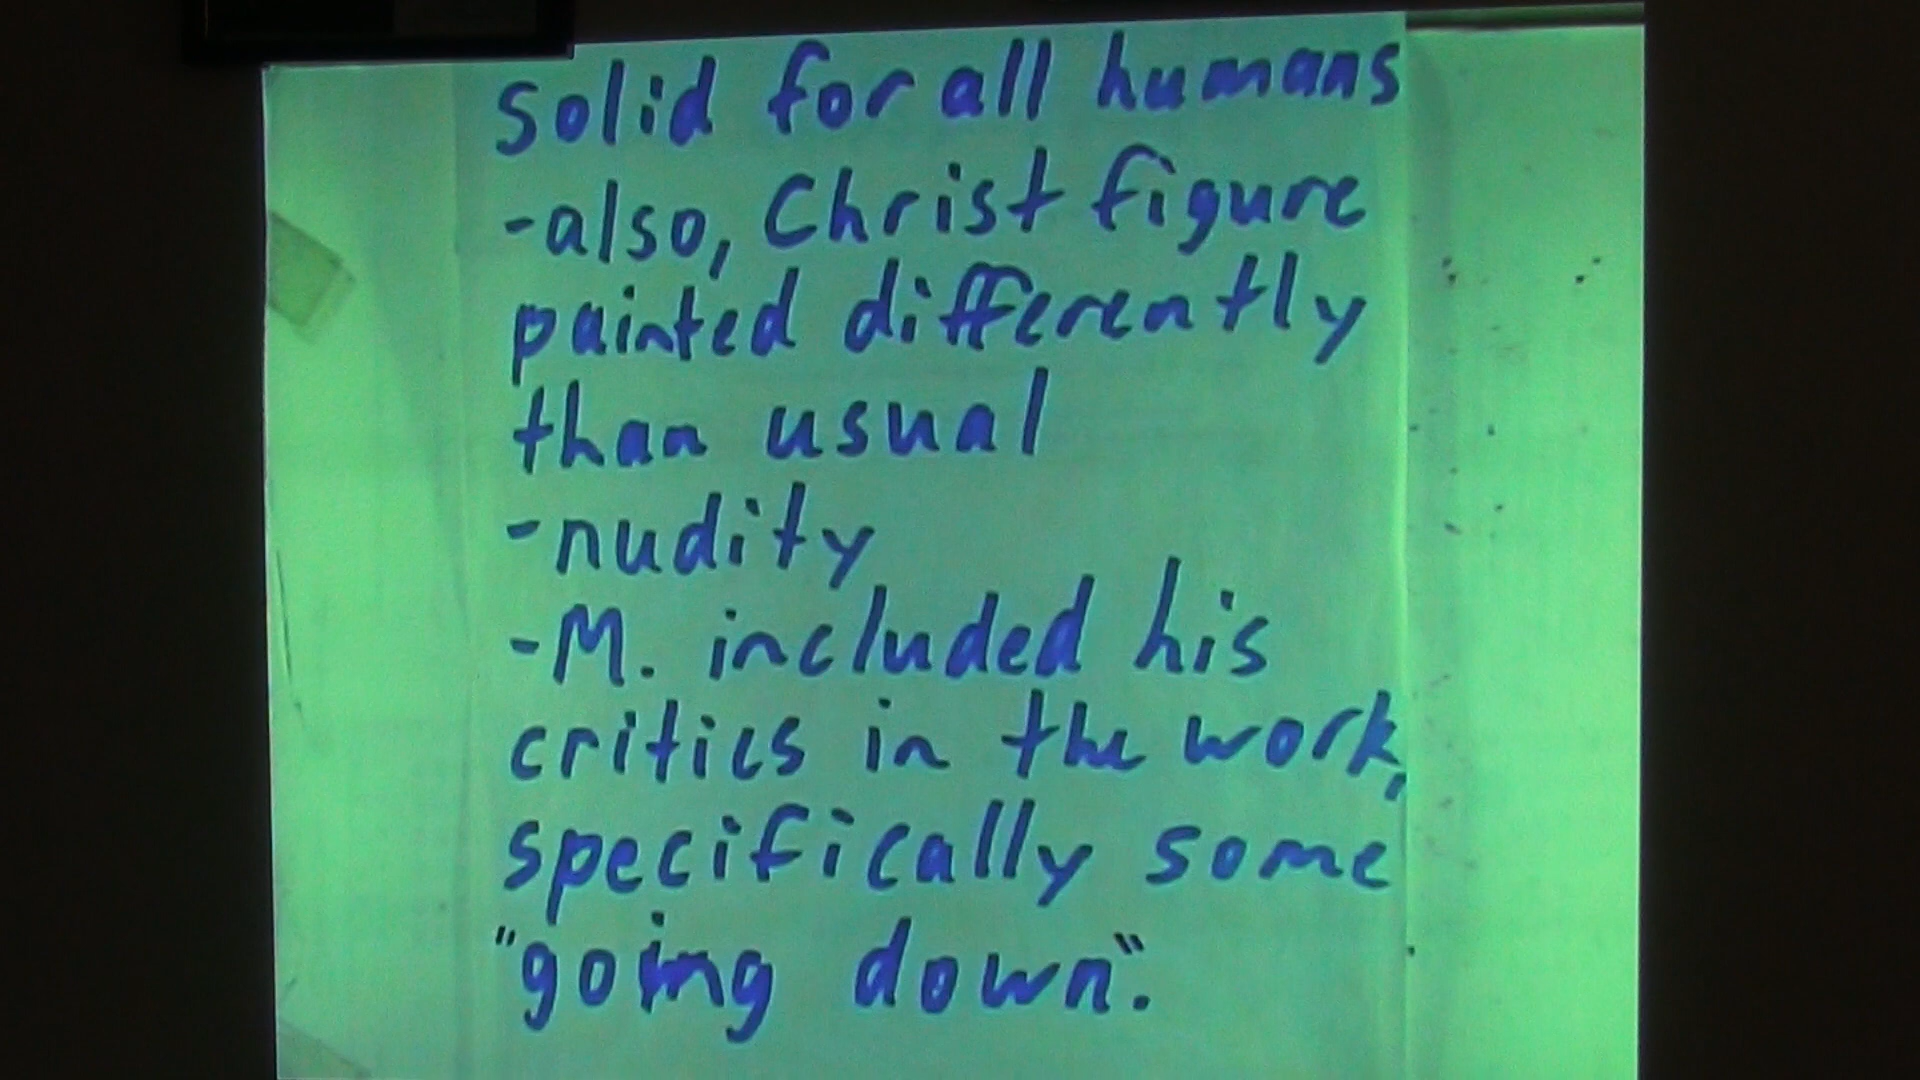 Solid for all humans
-also, Christ figure
painted differently
than usual
-nudity
-M. included his
critics in the work,
specifically some
"going down".